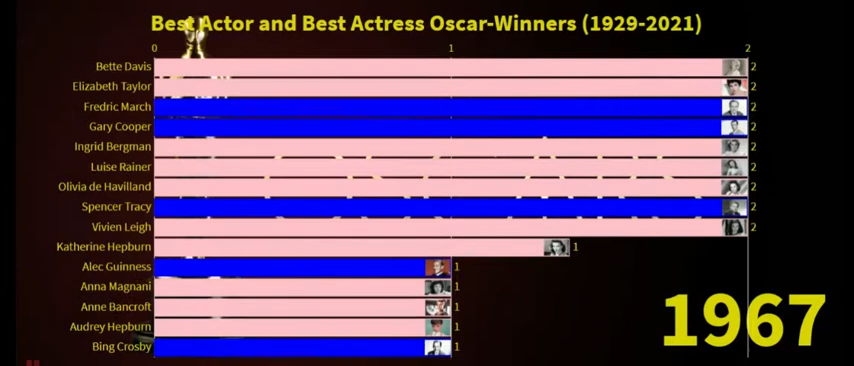 Best Actor and Best Actress Oscar-Winners (1929-2021)
0 1 2
Bette Davis 2
Elizabeth Taylor 2
Fredric March 2
Gary Cooper 2
Ingrid Bergman 2
Luise Rainer 2
Olivia de Havilland 2
Spencer Tracy 2
Vivien Leigh 2
Katherine Hepburn 1
Alec Guinness 1
Anna Magnani 1
Anne Bancroft 1
Audrey Hepburn 1
Bing Crosby 1
1967